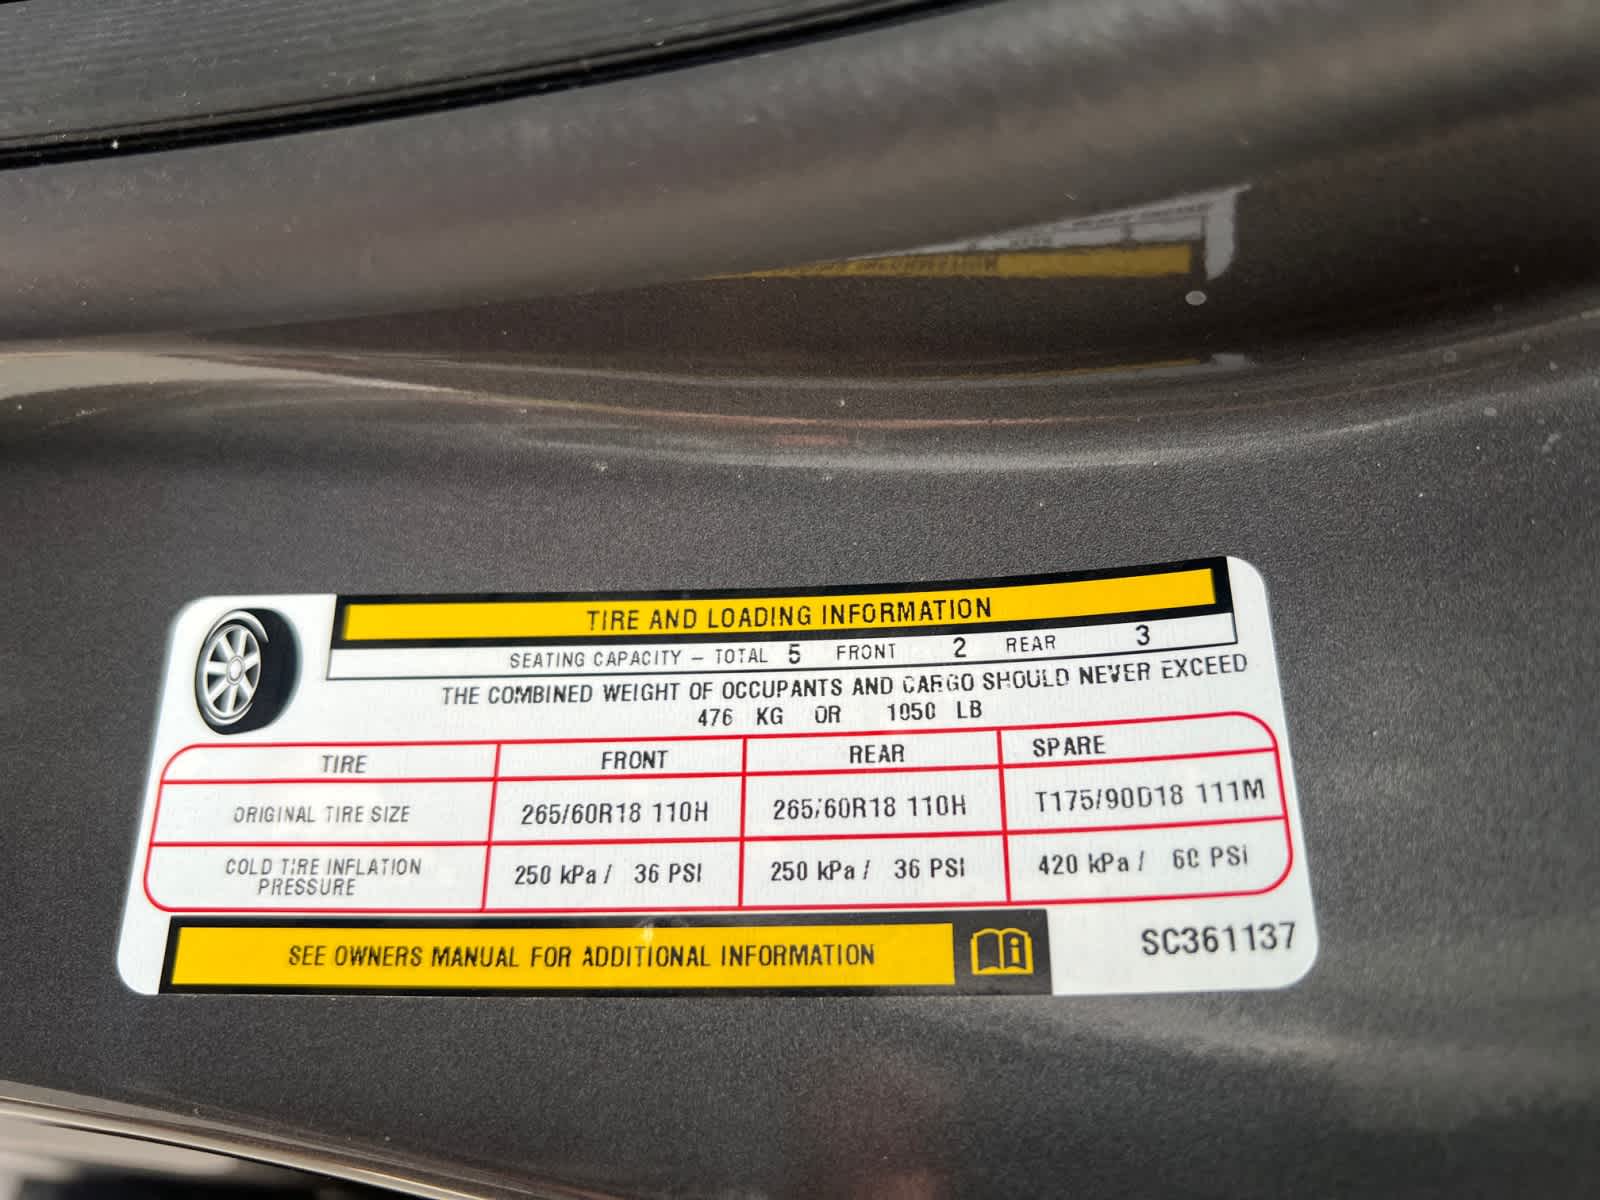 TIRE AND LOADING INFORMATION
SEATING CAPACITY – TOTAL 5 FRONT 2 REAR 3
THE COMBINED WEIGHT OF OCCUPANTS AND CARGO SHOULD NEVER EXCEED
476 KG OR 1050 LB
TIRE FRONT REAR SPARE
ORIGINAL TIRE SIZE 265/60R18 110H 265/60R18 110H T175/90D18 111M
COLD TIRE INFLATION
PRESSURE 250 kPa / 36 PSI 250 kPa / 36 PSI 420 kPa / 60 PSI
SEE OWNERS MANUAL FOR ADDITIONAL INFORMATION
SC361137